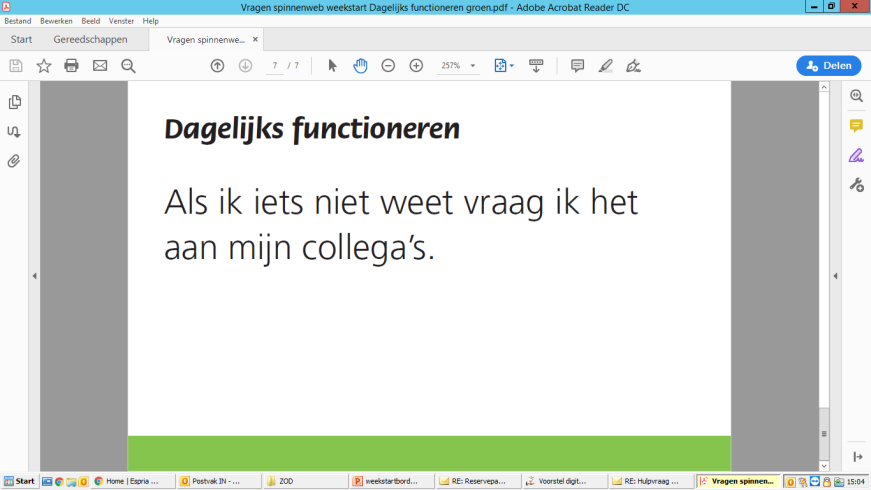 Vragen spinnenweb weekstart Dagelijks functioneren groen.pdf - Adobe Acrobat Reader DC
Bestand Bewerken Beeld Venster Help
Start Gereedschappen Vragen spinnenwe... ×
7 / 7 257% Delen
Dagelijks functioneren
Als ik iets niet weet vraag ik het
aan mijn collega's.
Start Home | Espria ... Postvak IN - ... ZOD weekstartbord... RE: Reservepa... Voorstel digit... RE: Hulpvraag ... Vragen spinnen... 15:04